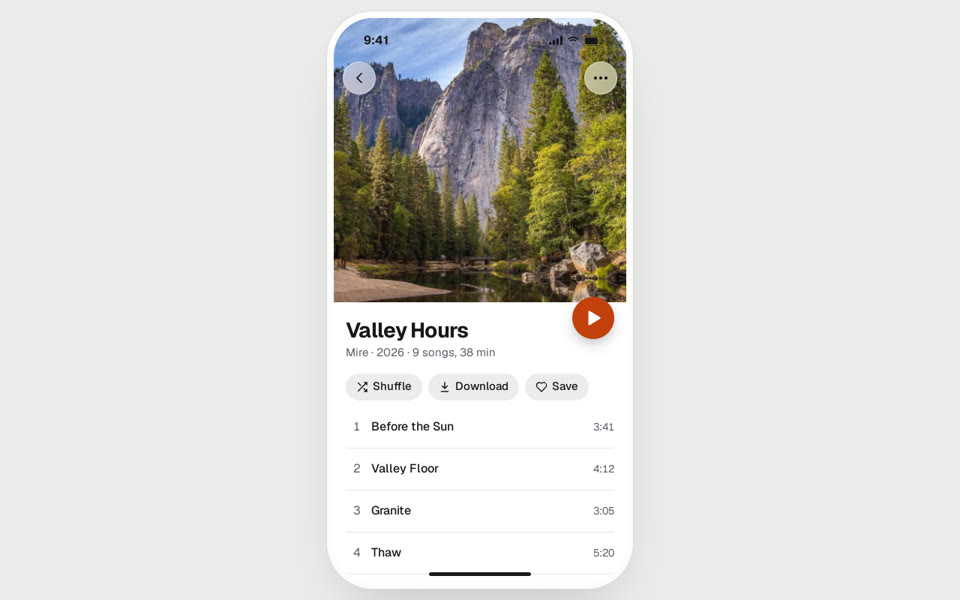 9:41
Valley Hours
Mire · 2026 · 9 songs, 38 min
Shuffle Download Save
1 Before the Sun 3:41
2 Valley Floor 4:12
3 Granite 3:05
4 Thaw 5:20